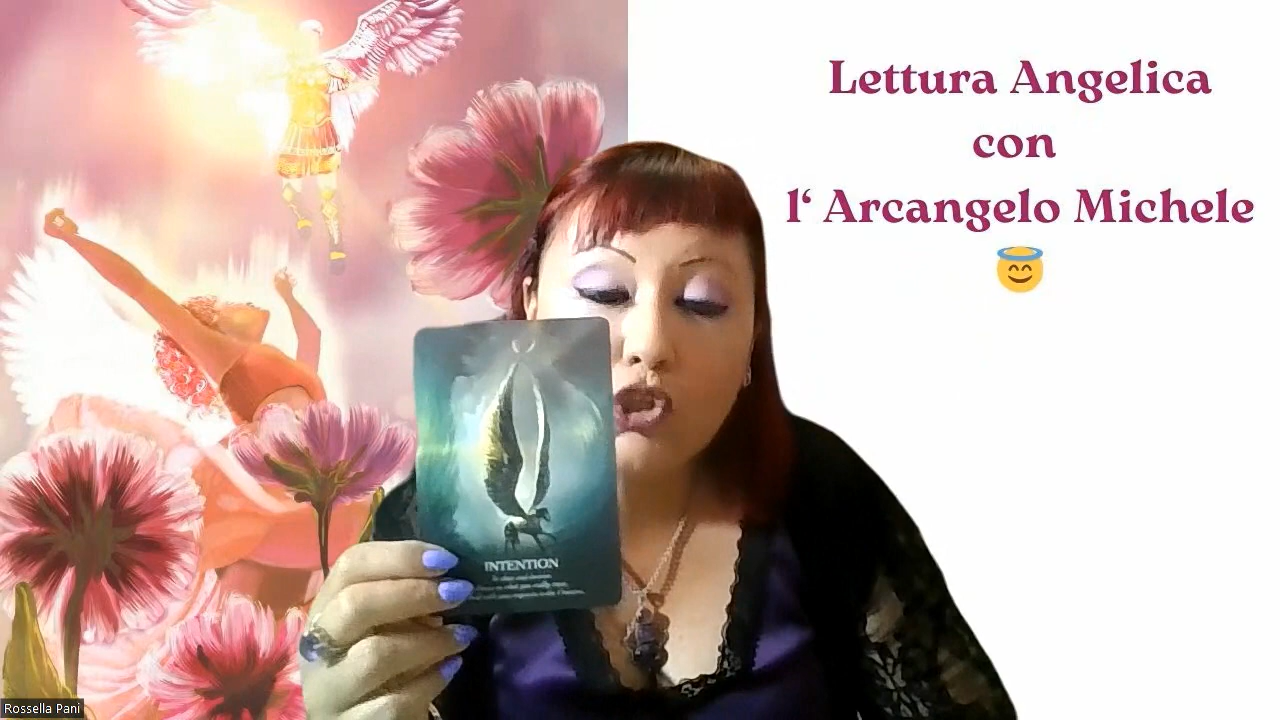 Lettura Angelica
con
l‘ Arcangelo Michele
INTENTION
Rossella Pani